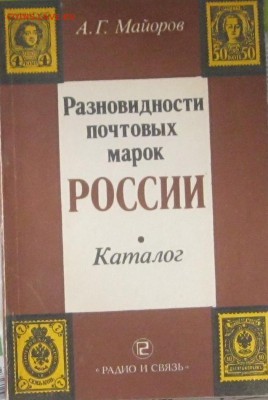 А. Г. Майоров
Разновидности
почтовых
марок
РОССИИ
Каталог
• РАДИО И СВЯЗЬ •